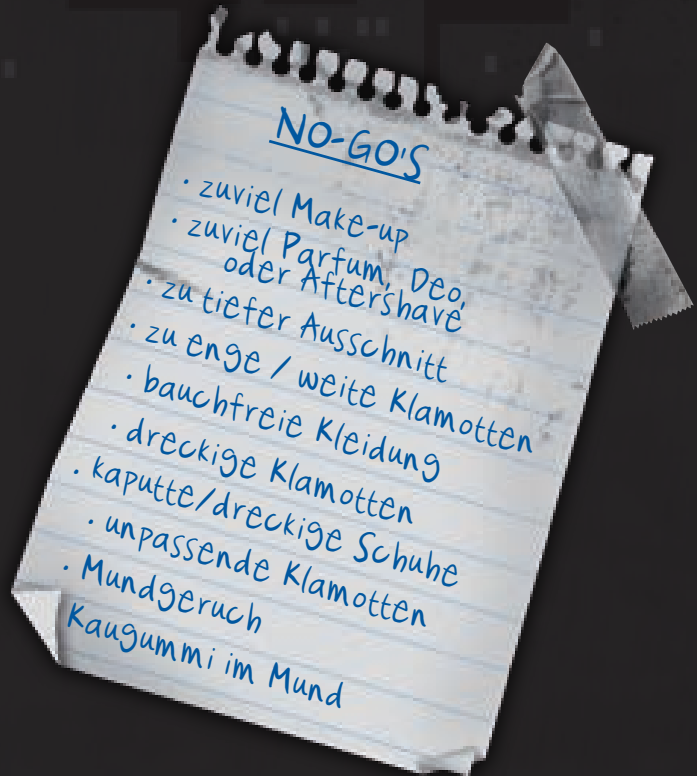 NO-GO'S
· zuviel Make-up
· zuviel Parfum, Deo,
oder Aftershave
· zu tiefer Ausschnitt
· zu enge / weite Klamotten
· bauchfreie Kleidung
· dreckige Klamotten
· kaputte/dreckige Schuhe
· unpassende Klamotten
· Mundgeruch
Kaugummi im Mund